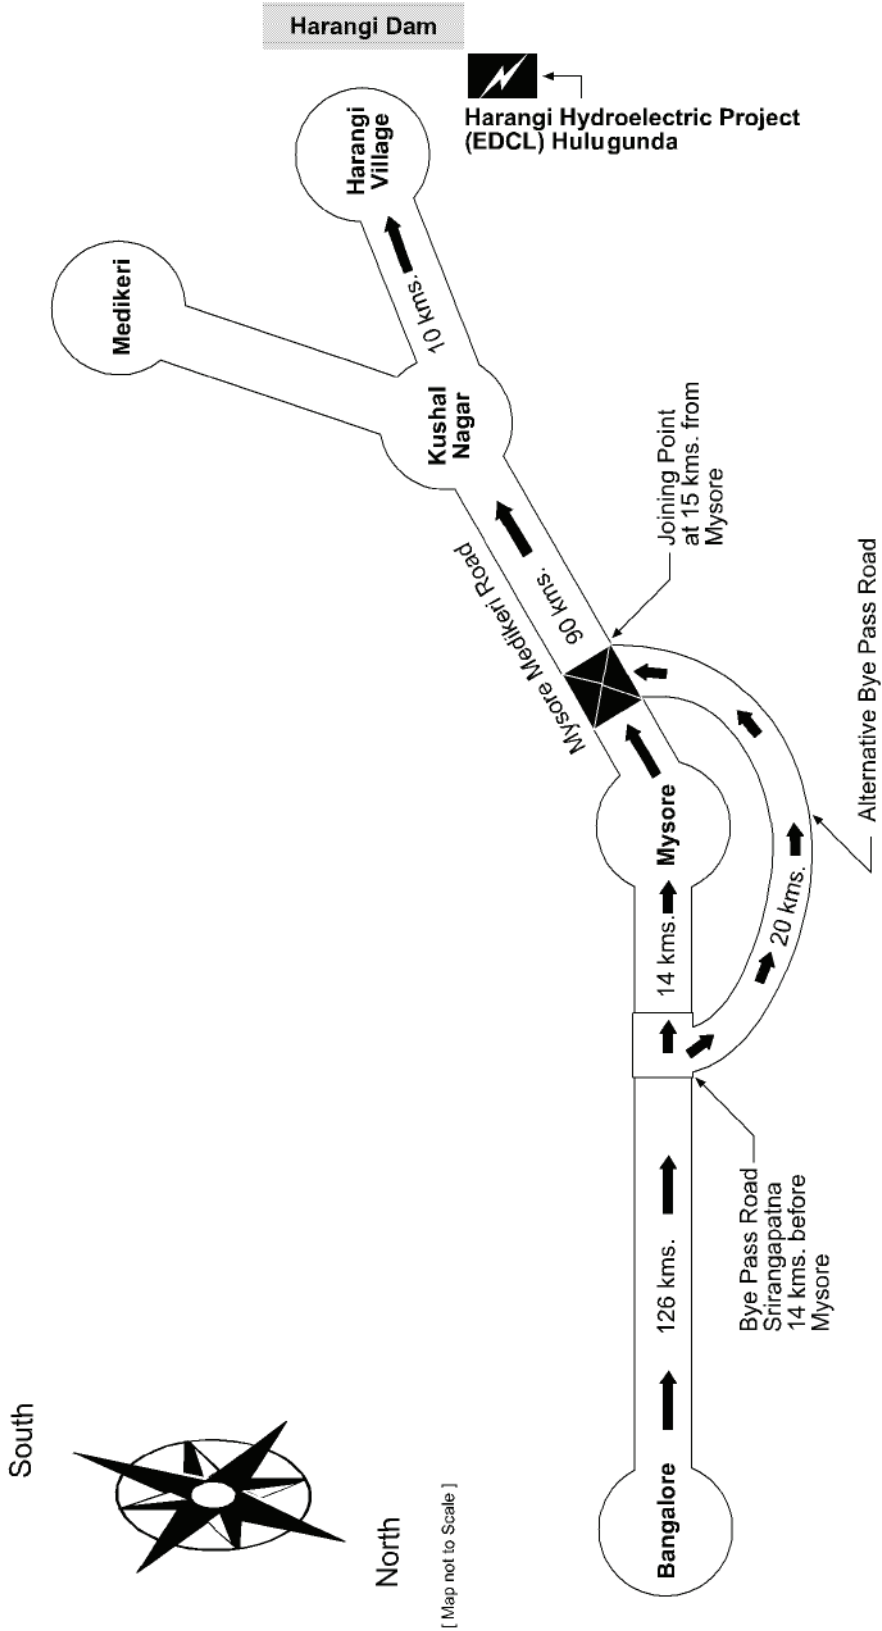 Harangi Dam
Harangi Hydroelectric Project
(EDCL) Hulugunda
Harangi
Village
Medikeri
10 kms.
Kushal
Nagar
Joining Point
at 15 kms. from
Mysore
Mysore Medikeri Road
90 kms.
Alternative Bye Pass Road
Mysore
14 kms.
20 kms.
Bye Pass Road
Srirangapatna
14 kms. before
Mysore
126 kms.
Bangalore
South
North
[ Map not to Scale ]